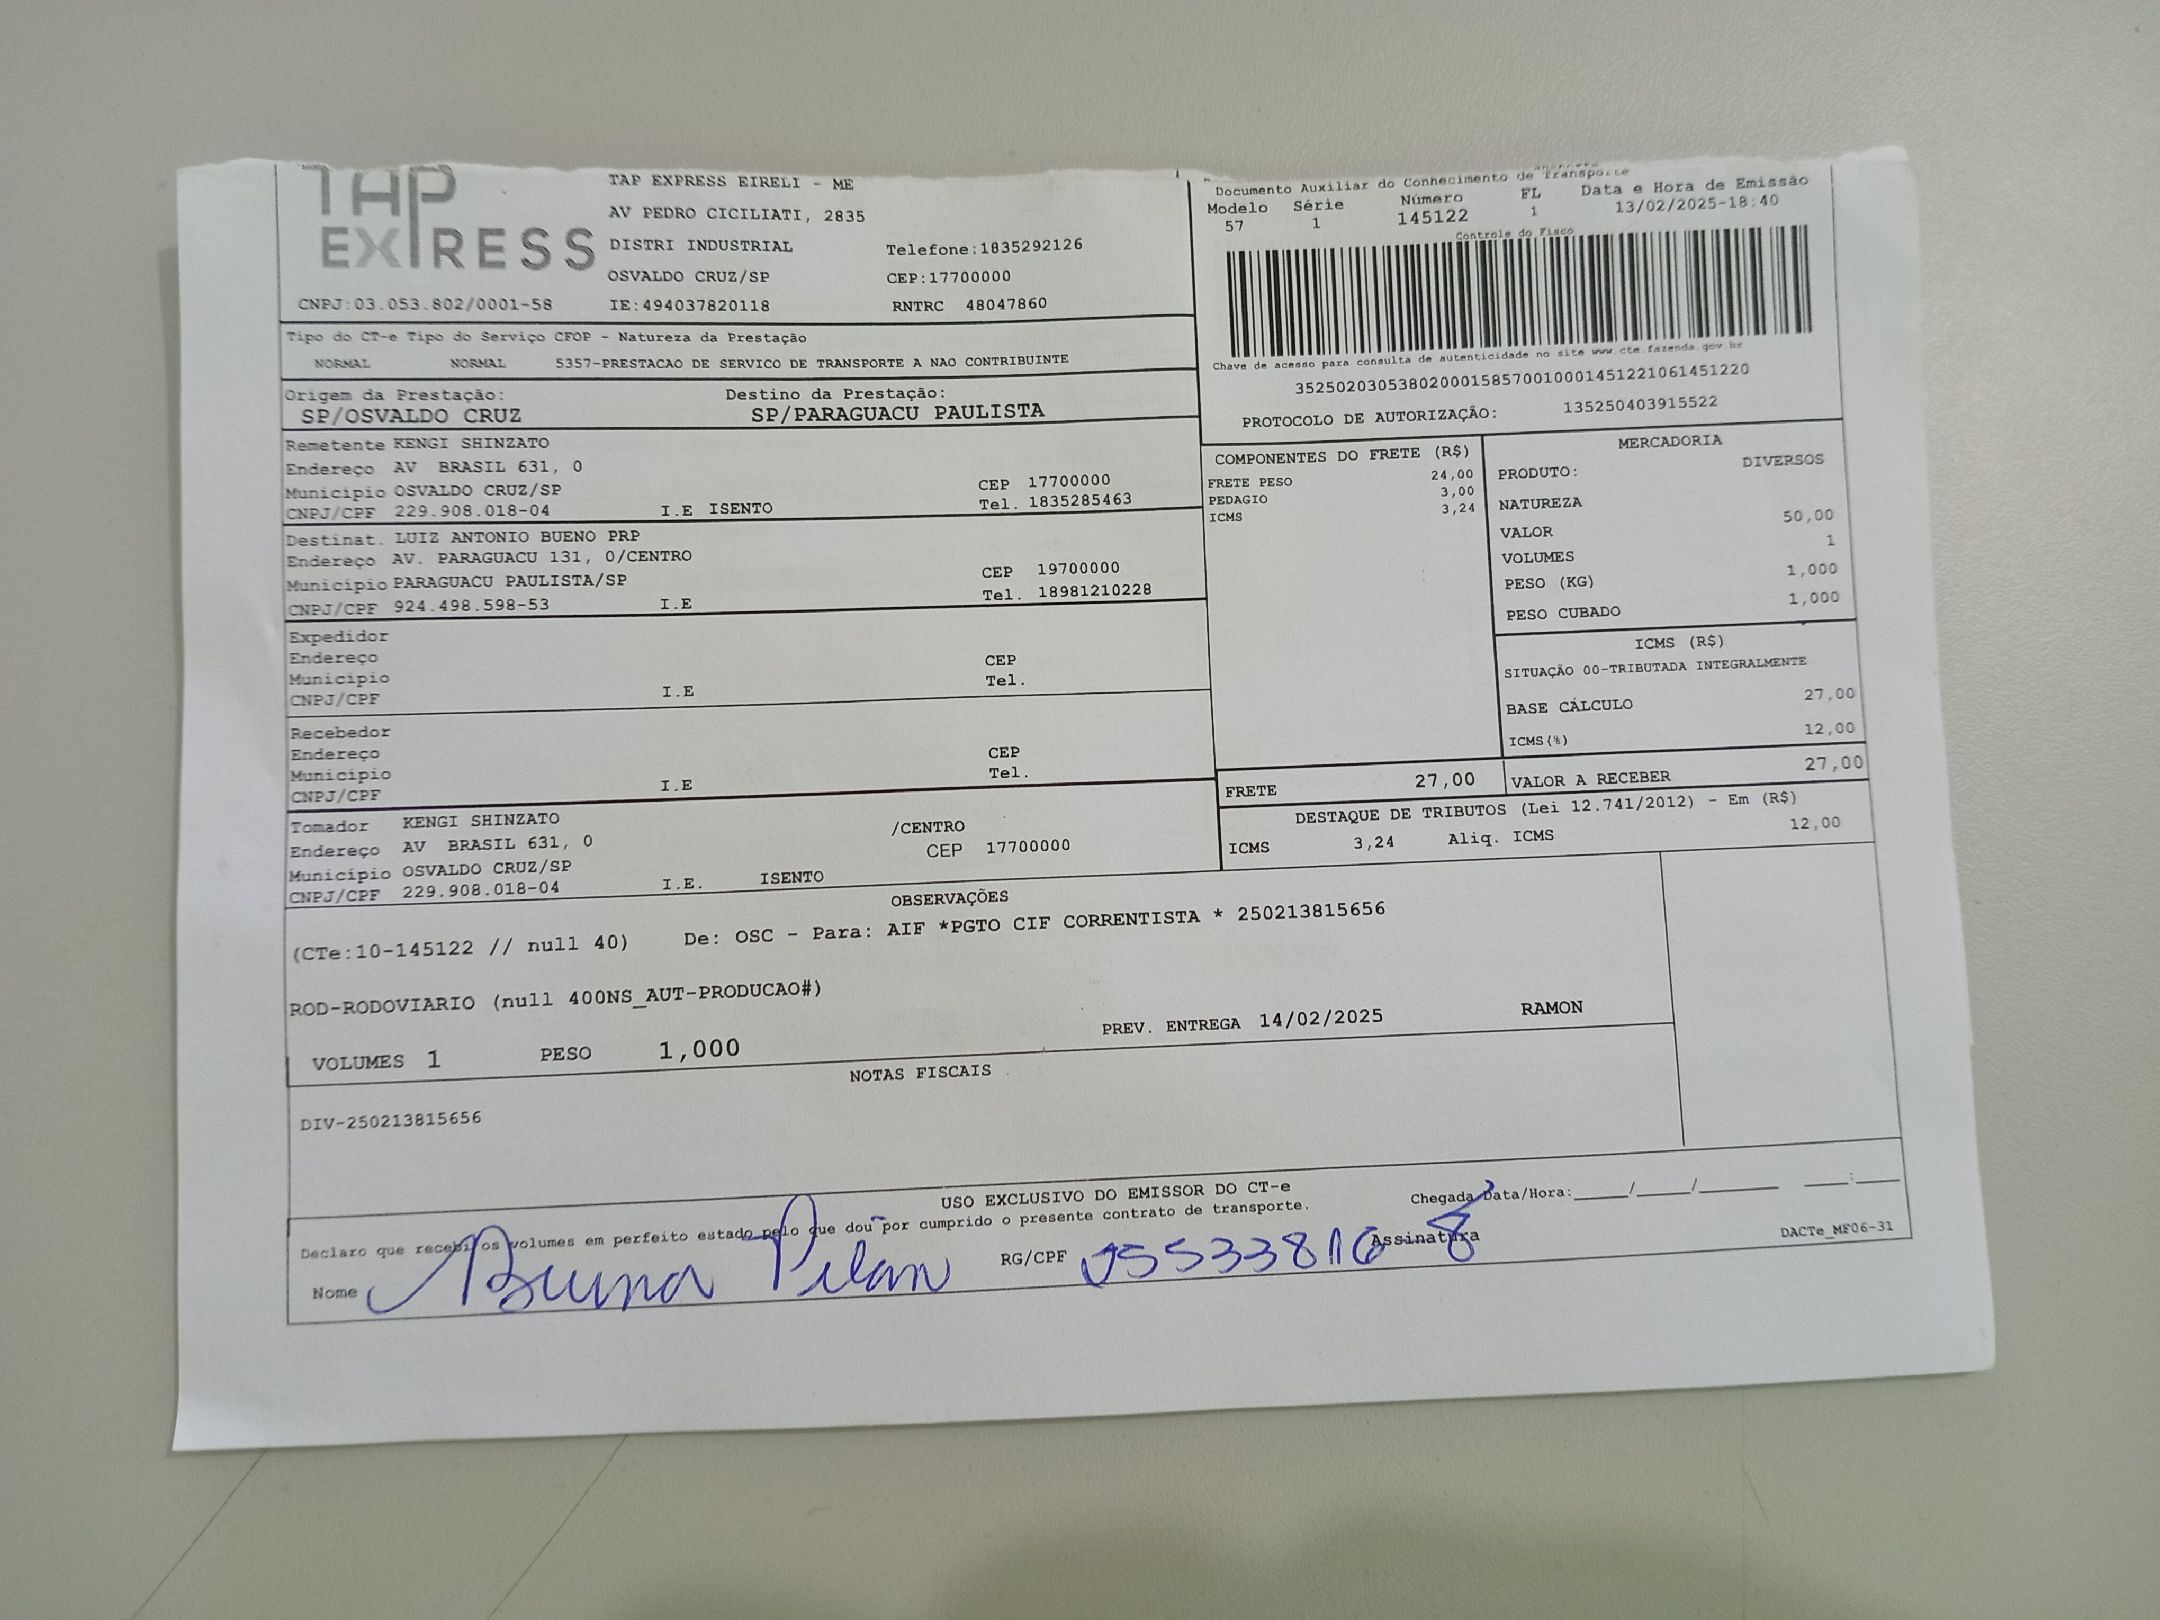 TAP EXPRESS
TAP EXPRESS EIRELI - ME
AV PEDRO CICILIATI, 2835
DISTRI INDUSTRIAL Telefone:1835292126
OSVALDO CRUZ/SP CEP:17700000
CNPJ:03.053.802/0001-58 IE:494037820118 RNTRC 48047860
Documento Auxiliar do Conhecimento de Transporte
Modelo Série Número FL Data e Hora de Emissão
57 1 145122 1 13/02/2025-18:40
Controle do Fisco
Chave de acesso para consulta de autenticidade no site www.cte.fazenda.gov.br
35250203053802000158570010001451221061451220
PROTOCOLO DE AUTORIZAÇÃO: 135250403915522
Tipo do CT-e Tipo do Serviço CFOP - Natureza da Prestação
NORMAL NORMAL 5357-PRESTACAO DE SERVICO DE TRANSPORTE A NAO CONTRIBUINTE
Origem da Prestação: Destino da Prestação:
SP/OSVALDO CRUZ SP/PARAGUACU PAULISTA
Remetente KENGI SHINZATO
Endereço AV BRASIL 631, 0
Municipio OSVALDO CRUZ/SP CEP 17700000
CNPJ/CPF 229.908.018-04 I.E ISENTO Tel. 1835285463
Destinat. LUIZ ANTONIO BUENO PRP
Endereço AV. PARAGUACU 131, 0/CENTRO
Municipio PARAGUACU PAULISTA/SP CEP 19700000
CNPJ/CPF 924.498.598-53 I.E Tel. 18981210228
Expedidor
Endereço CEP
Municipio Tel.
CNPJ/CPF I.E
Recebedor
Endereço CEP
Municipio Tel.
CNPJ/CPF I.E
Tomador KENGI SHINZATO
Endereço AV BRASIL 631, 0 /CENTRO
Municipio OSVALDO CRUZ/SP CEP 17700000
CNPJ/CPF 229.908.018-04 I.E. ISENTO
COMPONENTES DO FRETE (R$)
FRETE PESO 24,00
PEDAGIO 3,00
ICMS 3,24
FRETE 27,00
MERCADORIA
PRODUTO: DIVERSOS
NATUREZA
VALOR 50,00
VOLUMES 1
PESO (KG) 1,000
PESO CUBADO 1,000
ICMS (R$)
SITUAÇÃO 00-TRIBUTADA INTEGRALMENTE
BASE CÁLCULO 27,00
ICMS(%) 12,00
VALOR A RECEBER 27,00
DESTAQUE DE TRIBUTOS (Lei 12.741/2012) - Em (R$)
ICMS 3,24 Aliq. ICMS 12,00
OBSERVAÇÕES
(CTe:10-145122 // null 40) De: OSC - Para: AIF *PGTO CIF CORRENTISTA * 250213815656
ROD-RODOVIARIO (null 400NS_AUT-PRODUCAO#)
VOLUMES 1 PESO 1,000 PREV. ENTREGA 14/02/2025 RAMON
NOTAS FISCAIS
DIV-250213815656
USO EXCLUSIVO DO EMISSOR DO CT-e
Chegada Data/Hora:_____/_____/_______ ____:____
Declaro que recebi os volumes em perfeito estado pelo que dou por cumprido o presente contrato de transporte.
Nome Bruna Pilan RG/CPF Assinatura
DACTe_MF06-31